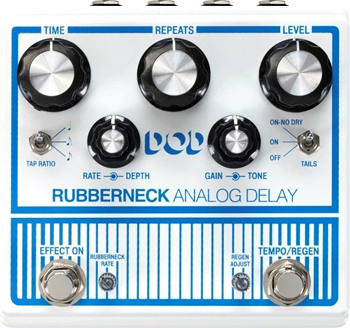 TIME
REPEATS
LEVEL
ON-NO DRY
ON
OFF
TAP RATIO
TAILS
DOD
RATE
DEPTH
GAIN
TONE
RUBBERNECK ANALOG DELAY
EFFECT ON
RUBBERNECK
RATE
REGEN
ADJUST
TEMPO/REGEN